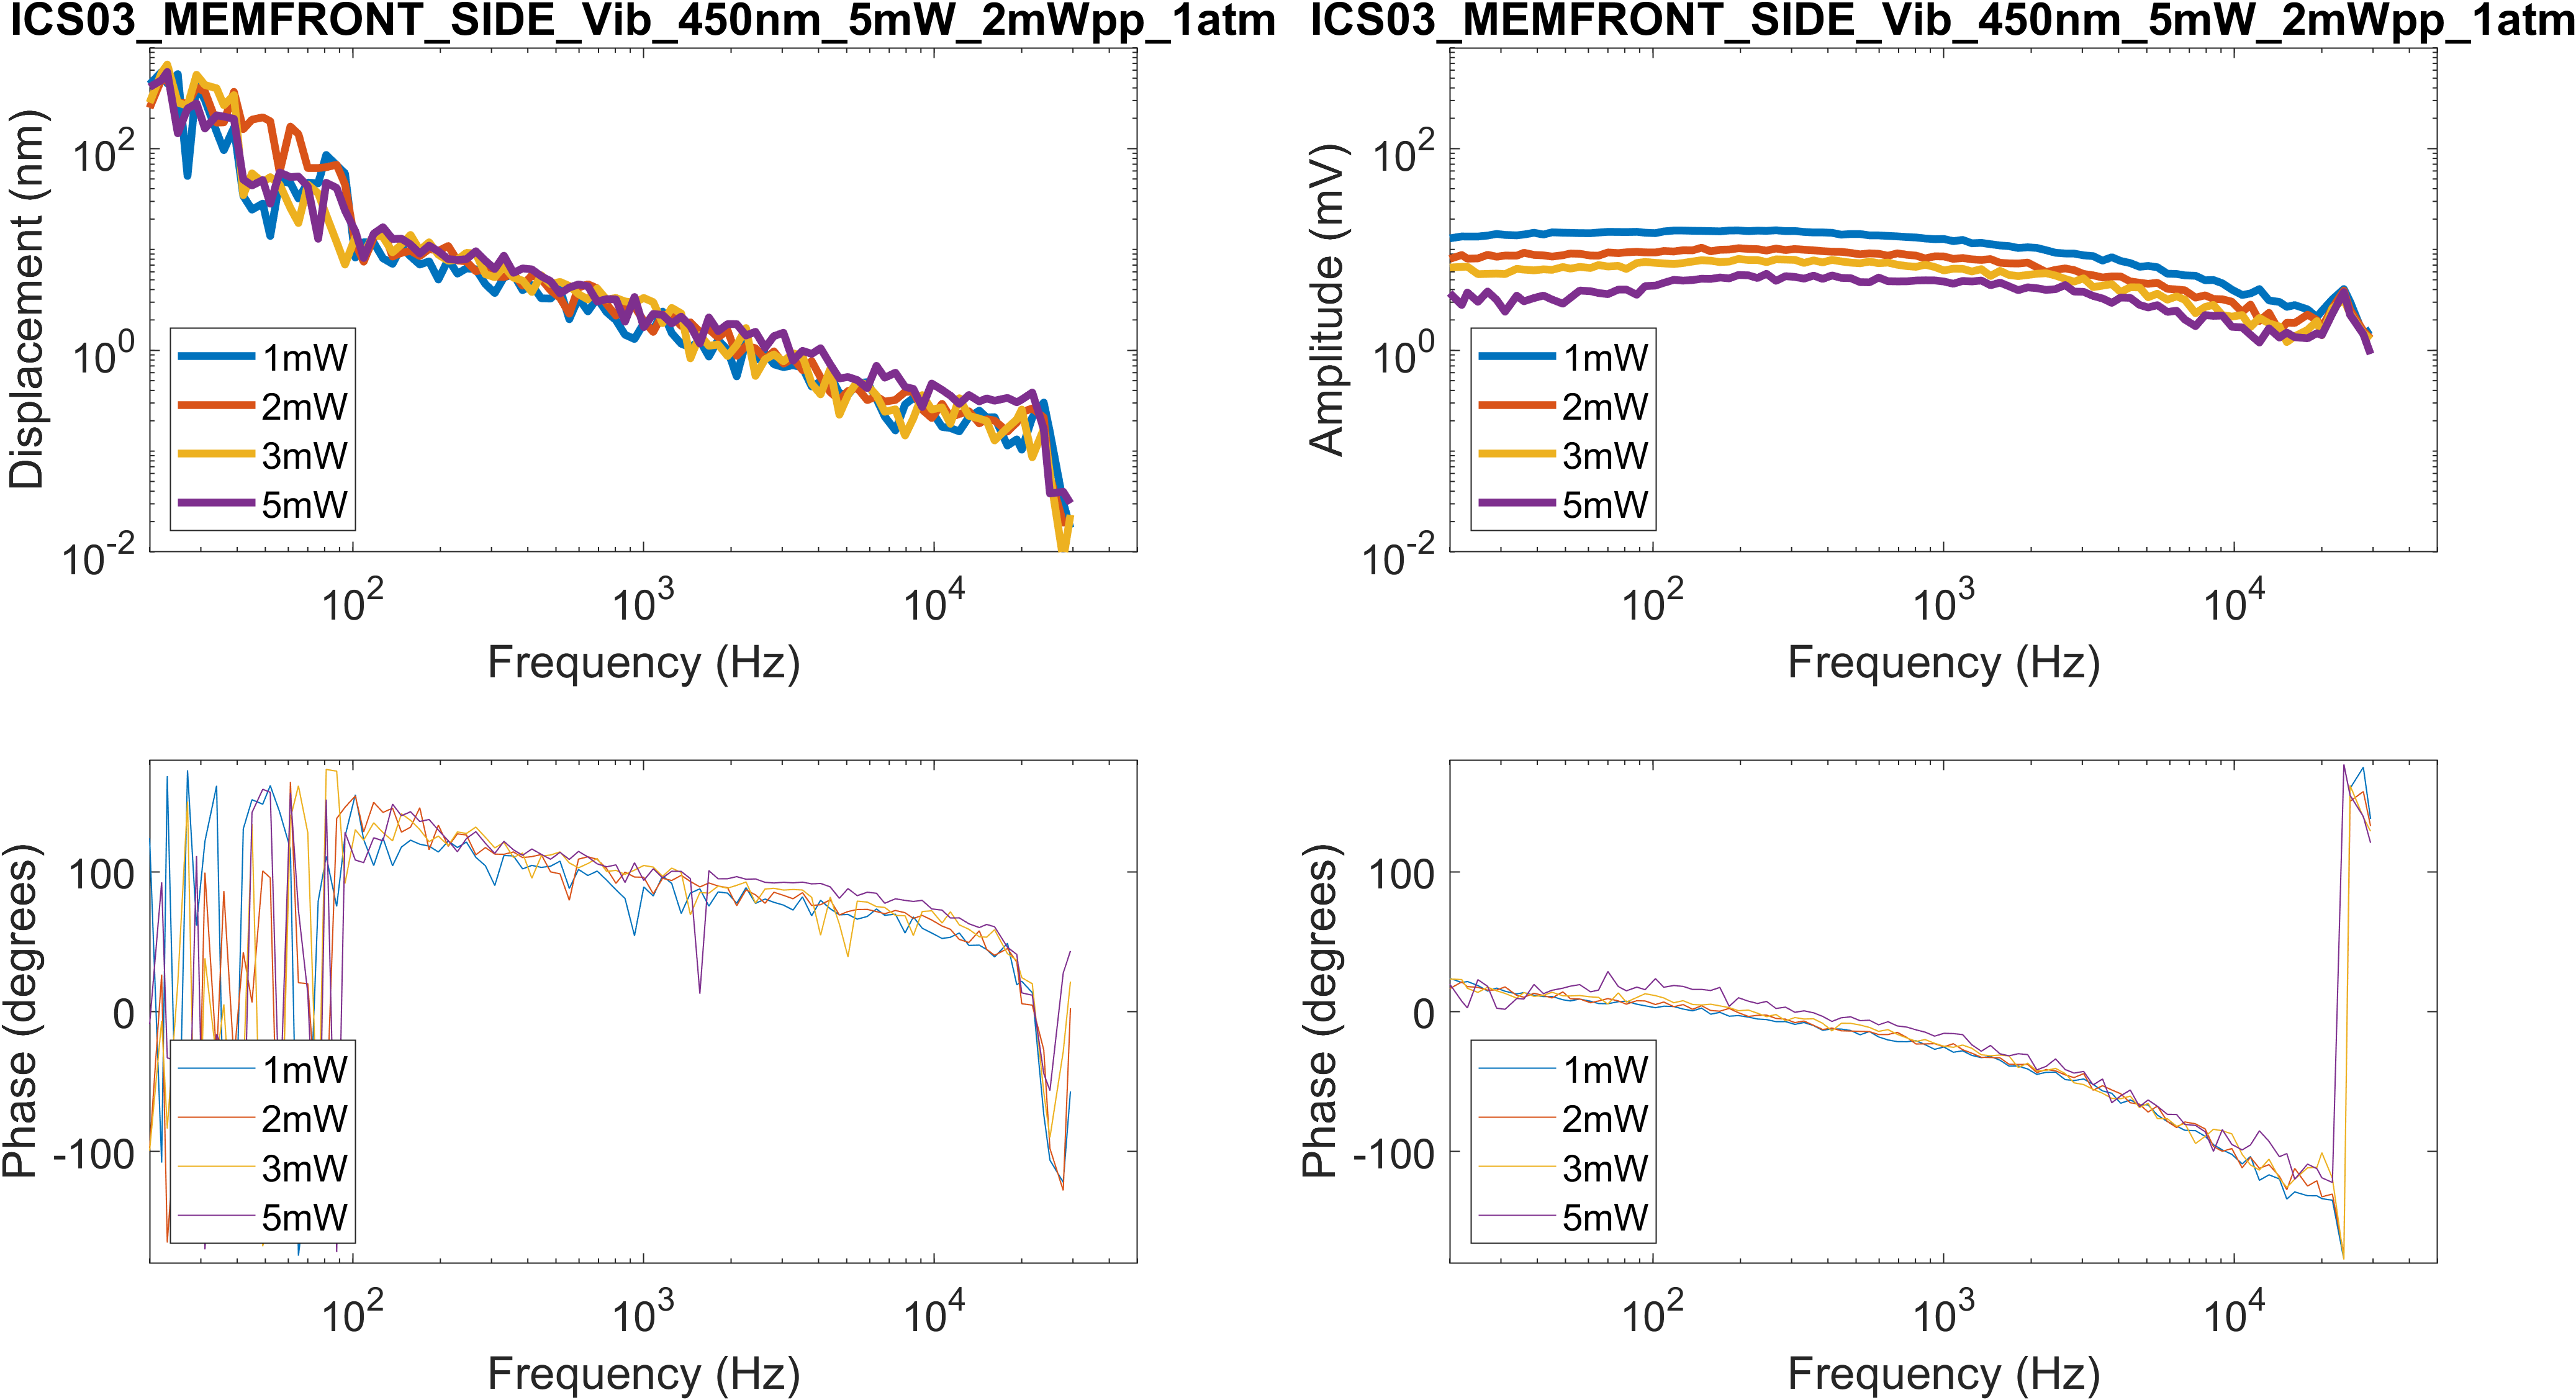 ICS03_MEMFRONT_SIDE_Vib_450nm_5mW_2mWpp_1atm
Displacement (nm)
10^2
10^0
10^-2
1mW
2mW
3mW
5mW
10^2 10^3 10^4
Frequency (Hz)
ICS03_MEMFRONT_SIDE_Vib_450nm_5mW_2mWpp_1atm
Amplitude (mV)
10^2
10^0
10^-2
1mW
2mW
3mW
5mW
10^2 10^3 10^4
Frequency (Hz)
Phase (degrees)
100
0
-100
1mW
2mW
3mW
5mW
10^2 10^3 10^4
Frequency (Hz)
Phase (degrees)
100
0
-100
1mW
2mW
3mW
5mW
10^2 10^3 10^4
Frequency (Hz)